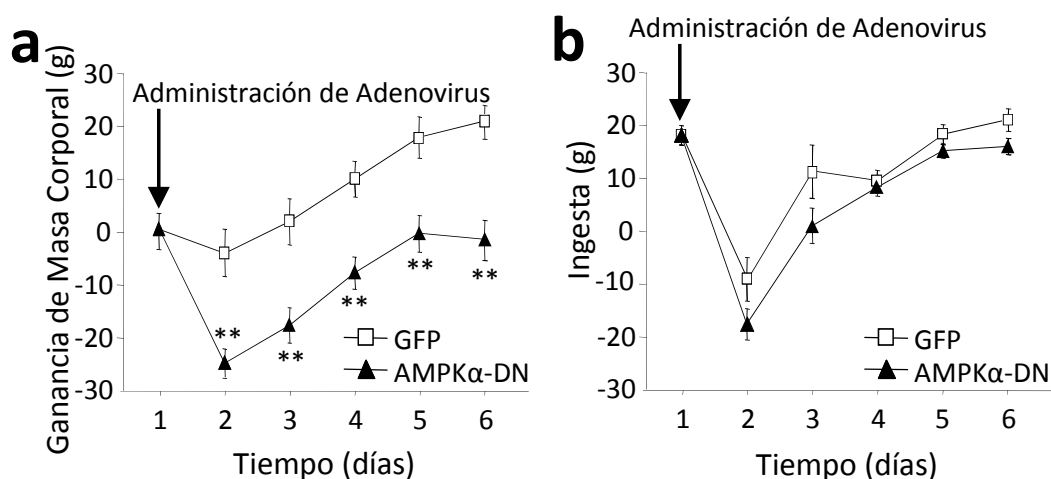 a
Administración de Adenovirus
Ganancia de Masa Corporal (g)
30
20
10
0
-10
-20
-30
**
**
**
**
**
GFP
AMPKα-DN
1 2 3 4 5 6
Tiempo (días)
b
Administración de Adenovirus
Ingesta (g)
30
20
10
0
-10
-20
-30
GFP
AMPKα-DN
1 2 3 4 5 6
Tiempo (días)